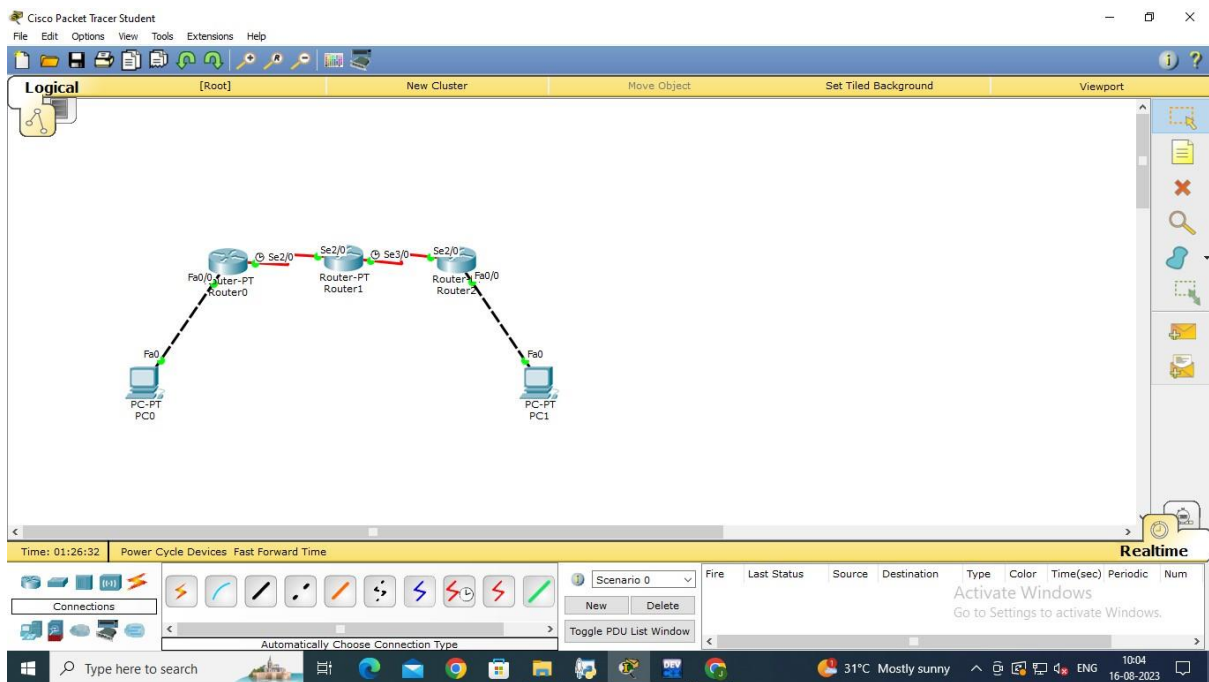 Cisco Packet Tracer Student
File Edit Options View Tools Extensions Help
Logical [Root] New Cluster Move Object Set Tiled Background Viewport
Se2/0 Se2/0 Se3/0 Se2/0
Fa0/0 Router-PT Fa0/0
Router0 Router1 Router2
Fa0 Fa0
PC-PT PC-PT
PC0 PC1
Time: 01:26:32 Power Cycle Devices Fast Forward Time Realtime
Connections
Automatically Choose Connection Type
Scenario 0
New Delete
Toggle PDU List Window
Fire Last Status Source Destination Type Color Time(sec) Periodic Num
Activate Windows
Go to Settings to activate Windows.
Type here to search
DEV
31°C Mostly sunny ENG 10:04
16-08-2023